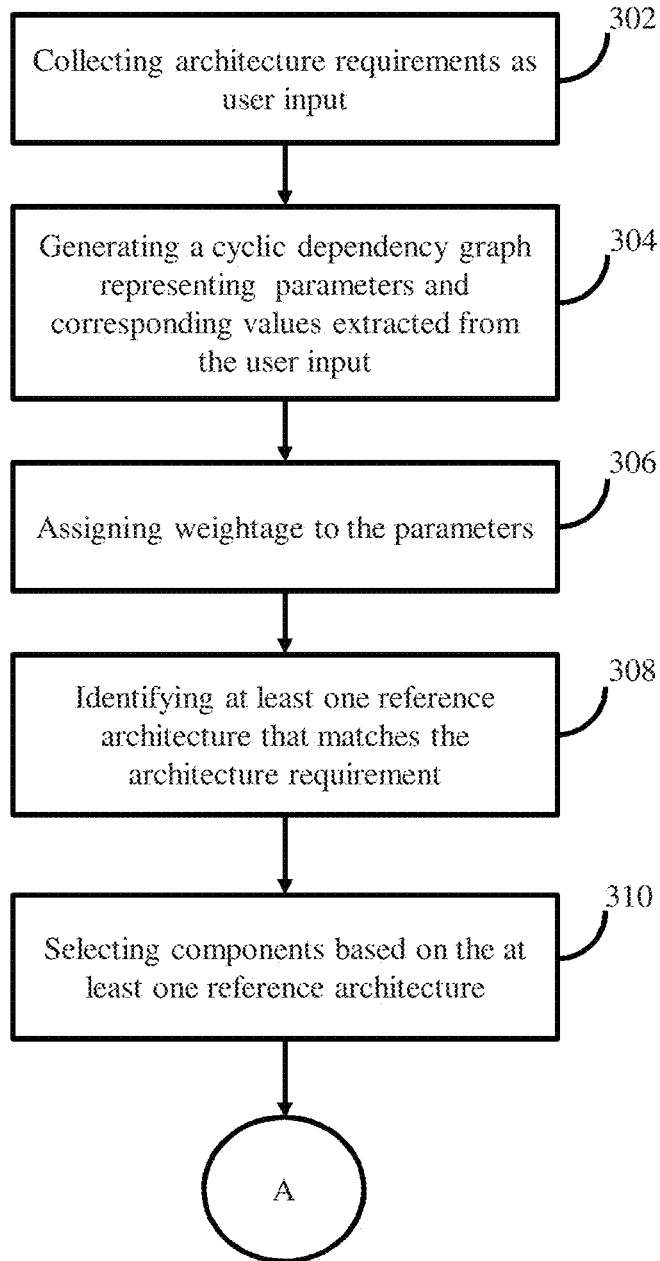 302
Collecting architecture requirements as
user input
304
Generating a cyclic dependency graph
representing parameters and
corresponding values extracted from
the user input
306
Assigning weightage to the parameters
308
Identifying at least one reference
architecture that matches the
architecture requirement
310
Selecting components based on the at
least one reference architecture
A